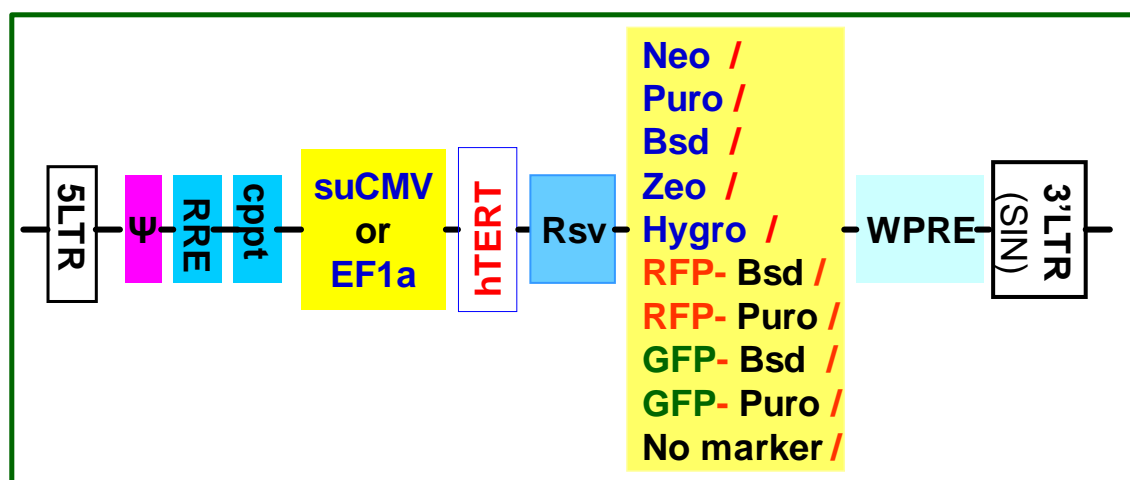 5LTR
Ψ
RRE
cppt
suCMV
or
EF1a
hTERT
Rsv
Neo /
Puro /
Bsd /
Zeo /
Hygro /
RFP- Bsd /
RFP- Puro /
GFP- Bsd /
GFP- Puro /
No marker /
WPRE
3'LTR
(SIN)